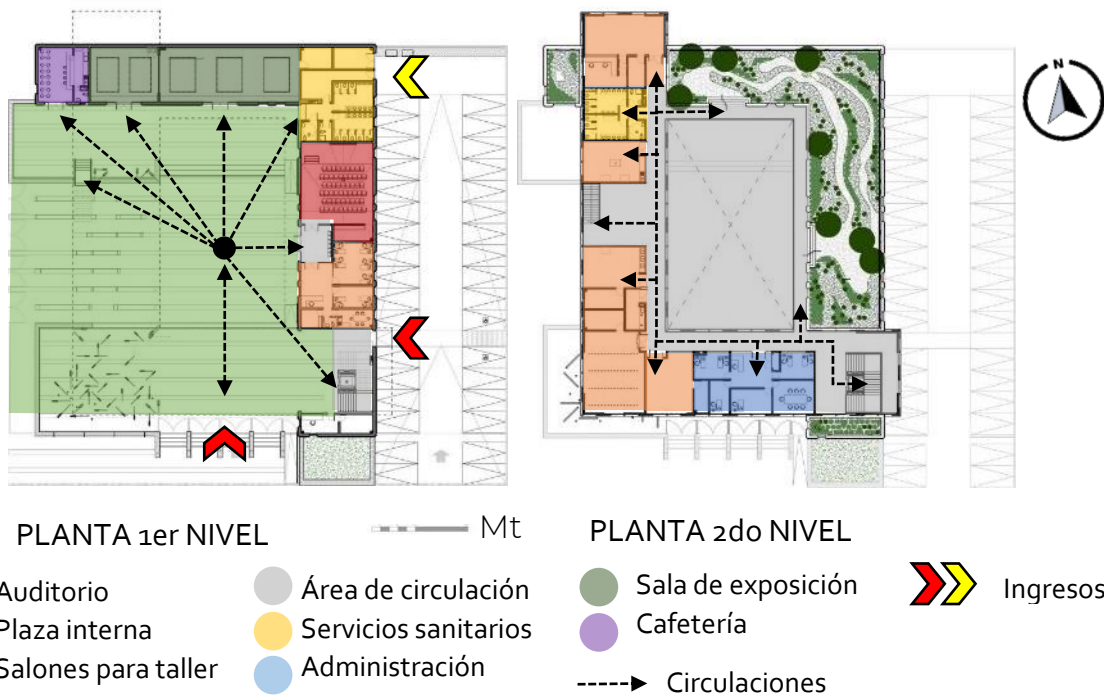 N
PLANTA 1er NIVEL
Mt
PLANTA 2do NIVEL
Auditorio
Plaza interna
Salones para taller
Área de circulación
Servicios sanitarios
Administración
Sala de exposición
Cafetería
Circulaciones
Ingresos